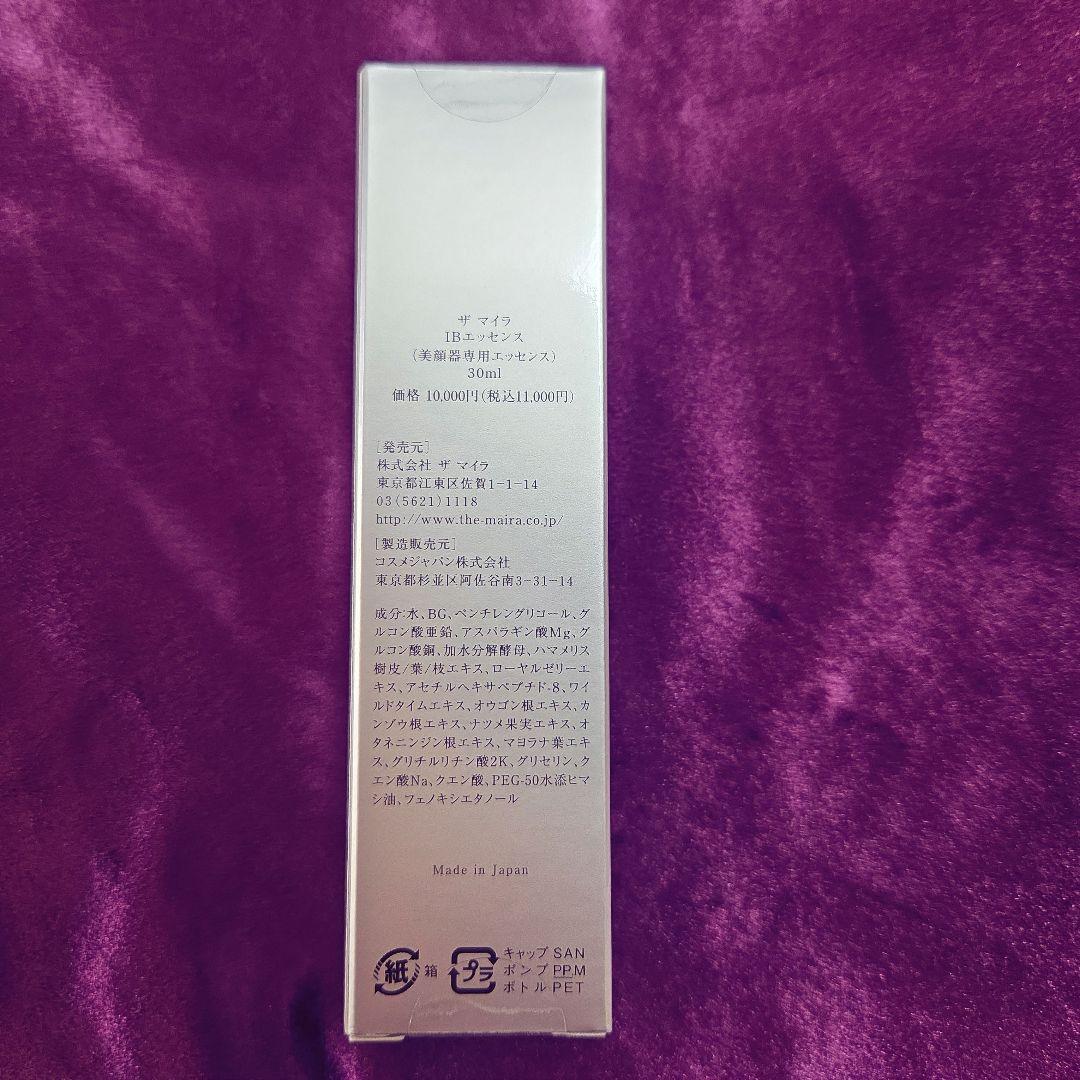 ザ マイラ
IBエッセンス
(美顔器専用エッセンス)
30ml
価格 10,000円(税込11,000円)
[発売元]
株式会社 ザ マイラ
東京都江東区佐賀1-1-14
03(5621)1118
http://www.the-maira.co.jp/
[製造販売元]
コスメジャパン株式会社
東京都杉並区阿佐谷南3-31-14
成分:水、BG、ペンチレングリコール、グ
ルコン酸亜鉛、アスパラギン酸Mg、グ
ルコン酸銅、加水分解酵母、ハマメリス
樹皮/葉/枝エキス、ローヤルゼリーエ
キス、アセチルヘキサペプチド-8、ワイ
ルドタイムエキス、オウゴン根エキス、カ
ンゾウ根エキス、ナツメ果実エキス、オ
タネニンジン根エキス、マヨラナ葉エキ
ス、グリチルリチン酸2K、グリセリン、ク
エン酸Na、クエン酸、PEG-50水添ヒマ
シ油、フェノキシエタノール
Made in Japan
紙 箱
プラ
キャップ SAN
ポンプ PP,M
ボトル PET